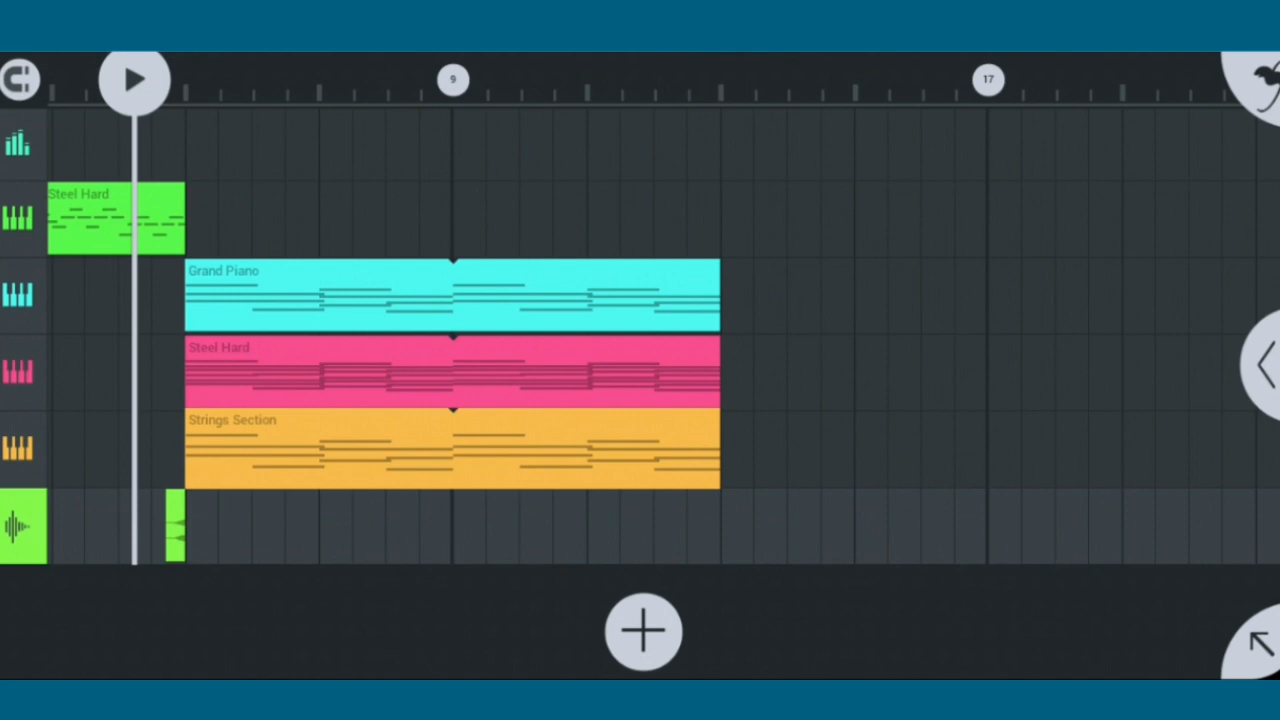 9
17
Steel Hard
Grand Piano
Steel Hard
Strings Section